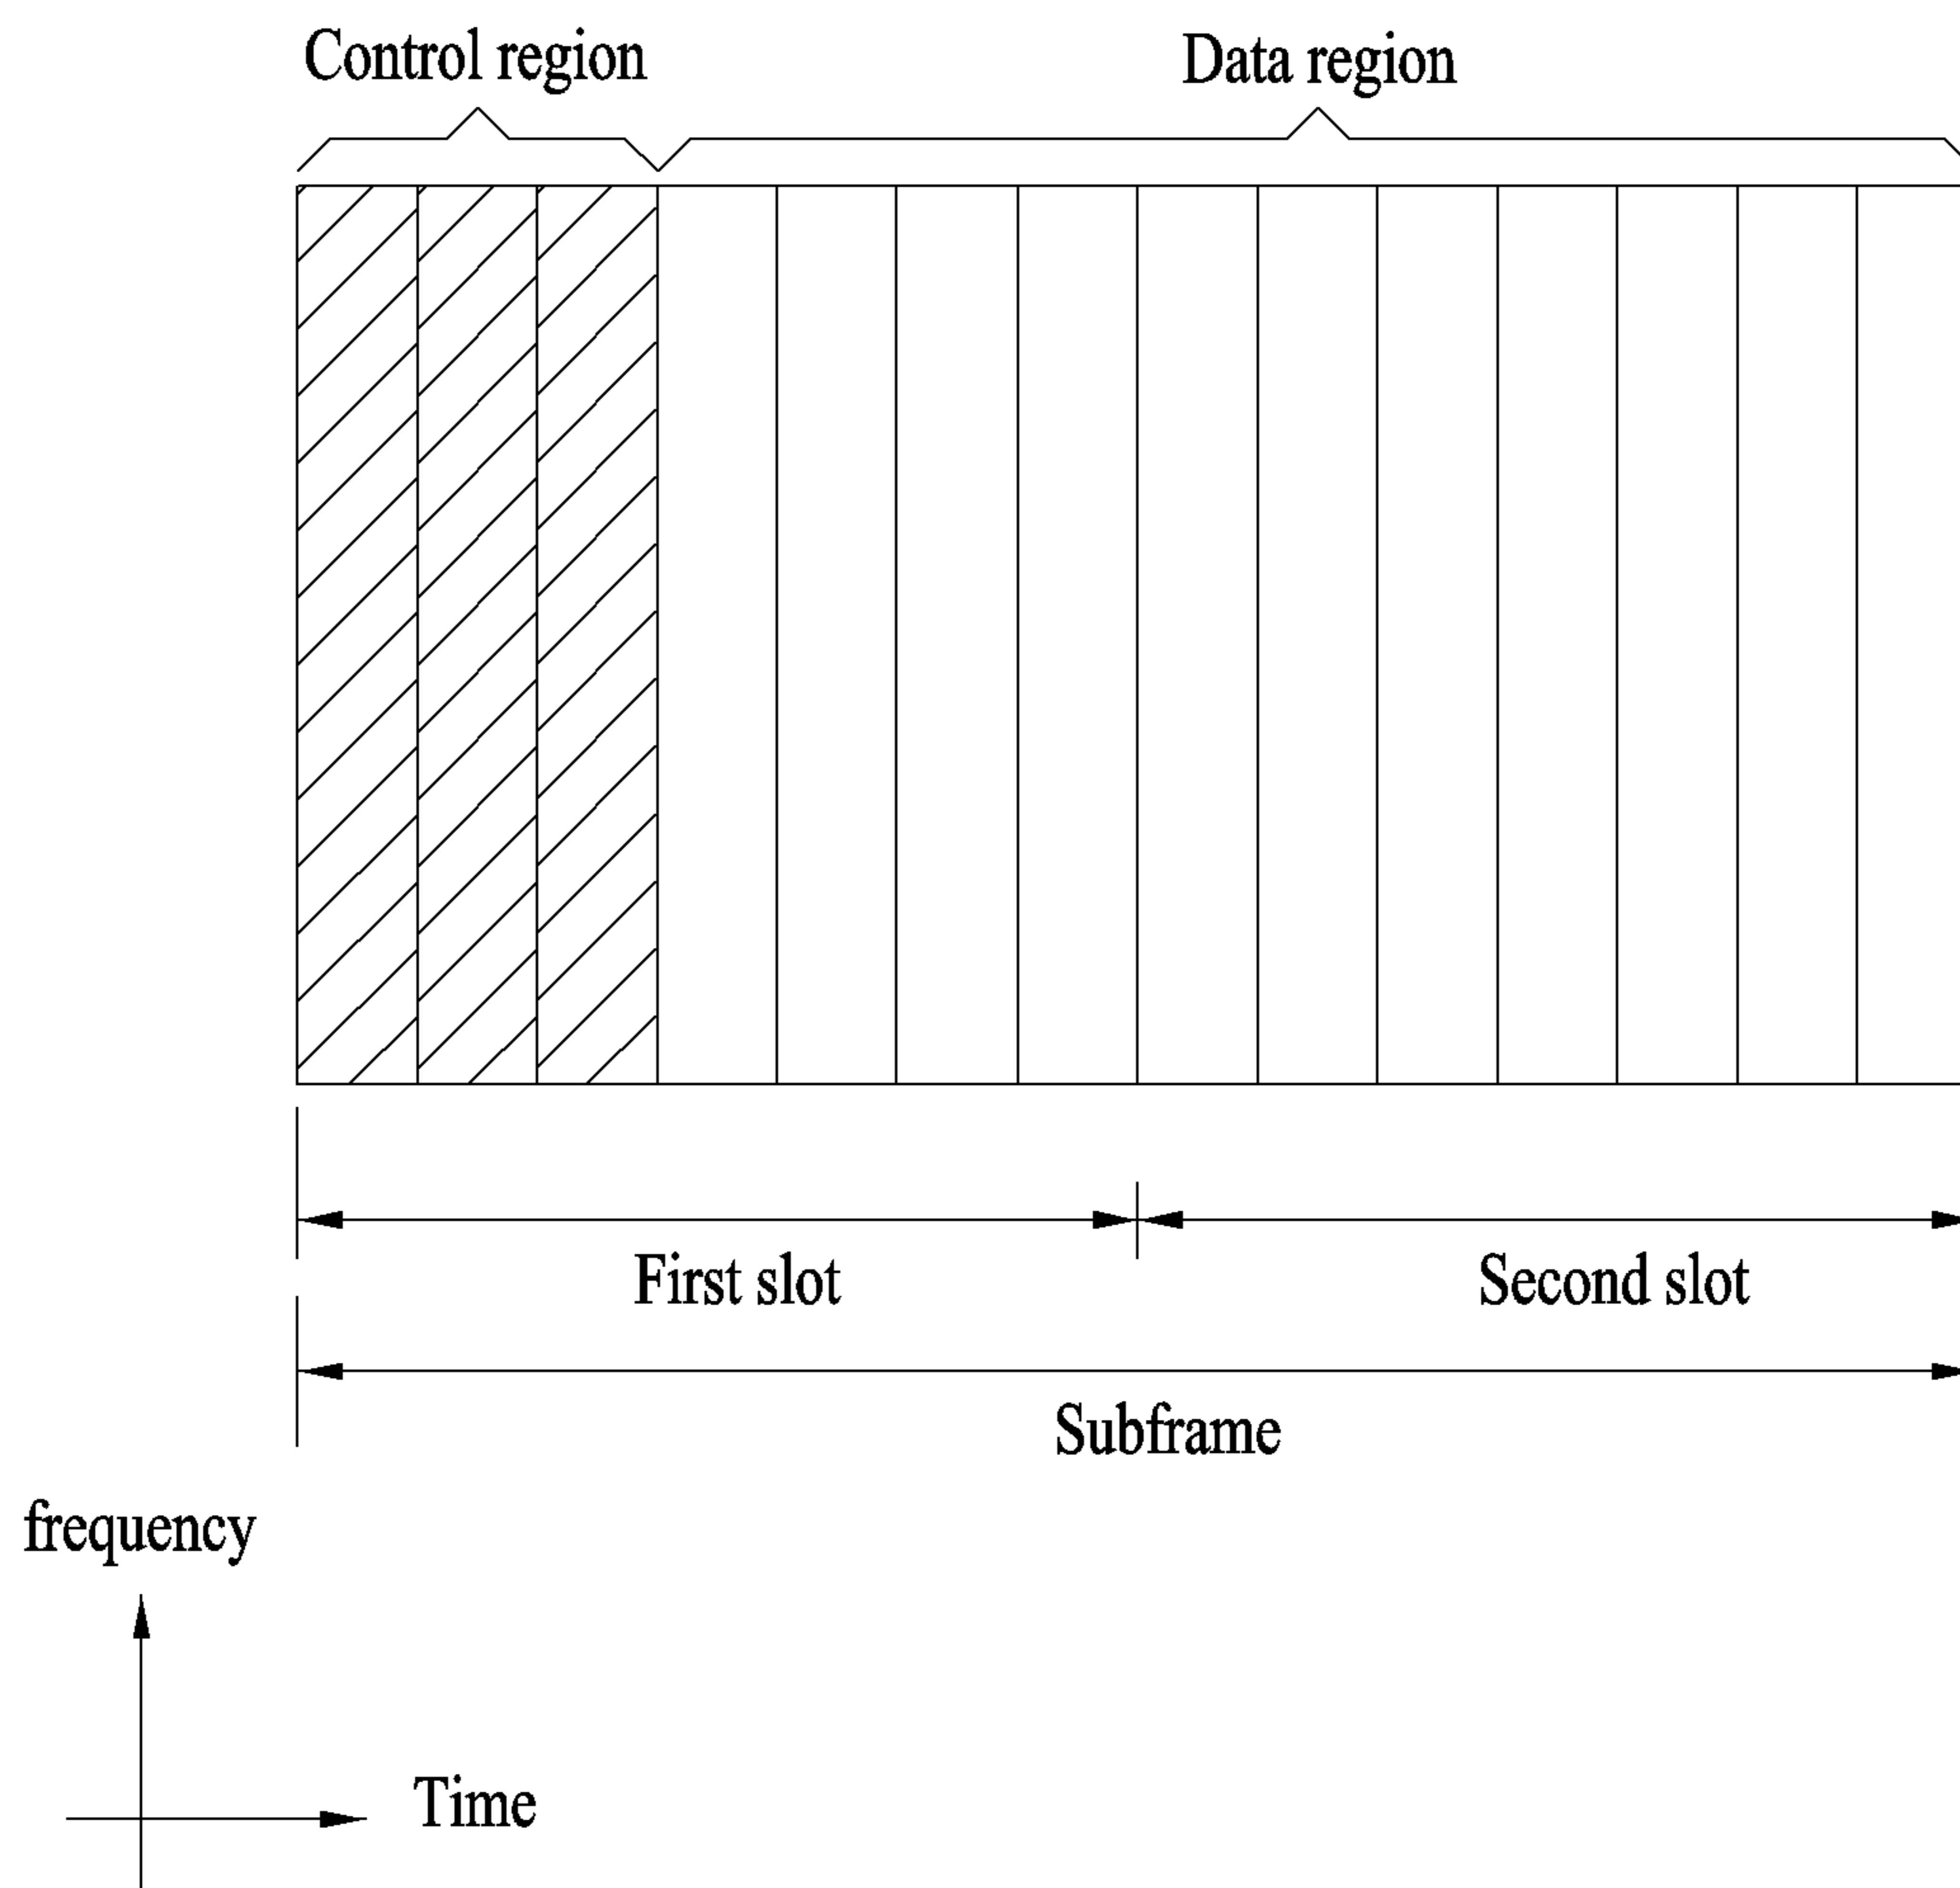 Control region
Data region
First slot
Second slot
Subframe
frequency
Time